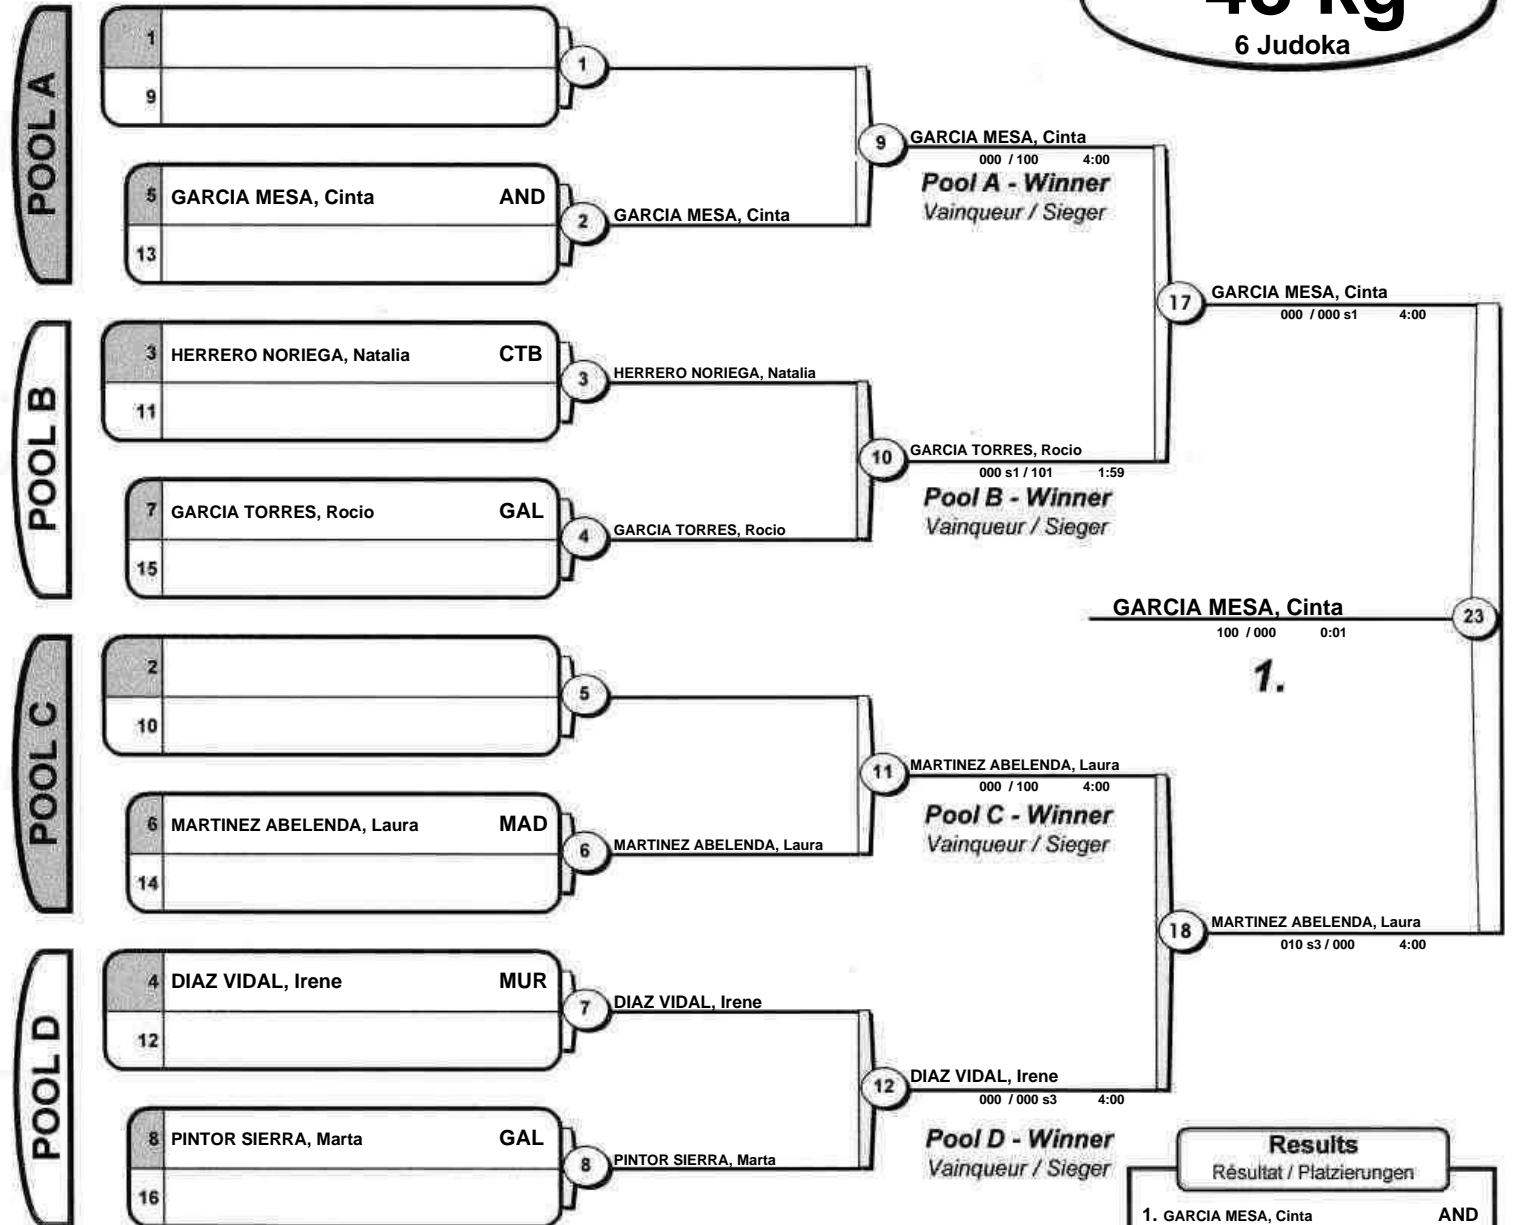 6 Judoka
POOL A
1
9
1
5 GARCIA MESA, Cinta AND
13
2
GARCIA MESA, Cinta
9
GARCIA MESA, Cinta
000 / 100 4:00
Pool A - Winner
Vainqueur / Sieger
17
GARCIA MESA, Cinta
000 / 000 s1 4:00
POOL B
3 HERRERO NORIEGA, Natalia CTB
11
3
HERRERO NORIEGA, Natalia
7 GARCIA TORRES, Rocio GAL
15
4
GARCIA TORRES, Rocio
10
GARCIA TORRES, Rocio
000 s1 / 101 1:59
Pool B - Winner
Vainqueur / Sieger
GARCIA MESA, Cinta
23
100 / 000 0:01
1.
POOL C
2
10
5
6 MARTINEZ ABELENDA, Laura MAD
14
6
MARTINEZ ABELENDA, Laura
11
MARTINEZ ABELENDA, Laura
000 / 100 4:00
Pool C - Winner
Vainqueur / Sieger
18
MARTINEZ ABELENDA, Laura
010 s3 / 000 4:00
POOL D
4 DIAZ VIDAL, Irene MUR
12
7
DIAZ VIDAL, Irene
8 PINTOR SIERRA, Marta GAL
16
8
PINTOR SIERRA, Marta
12
DIAZ VIDAL, Irene
000 / 000 s3 4:00
Pool D - Winner
Vainqueur / Sieger
Results
Résultat / Platzierungen
1. GARCIA MESA, Cinta AND